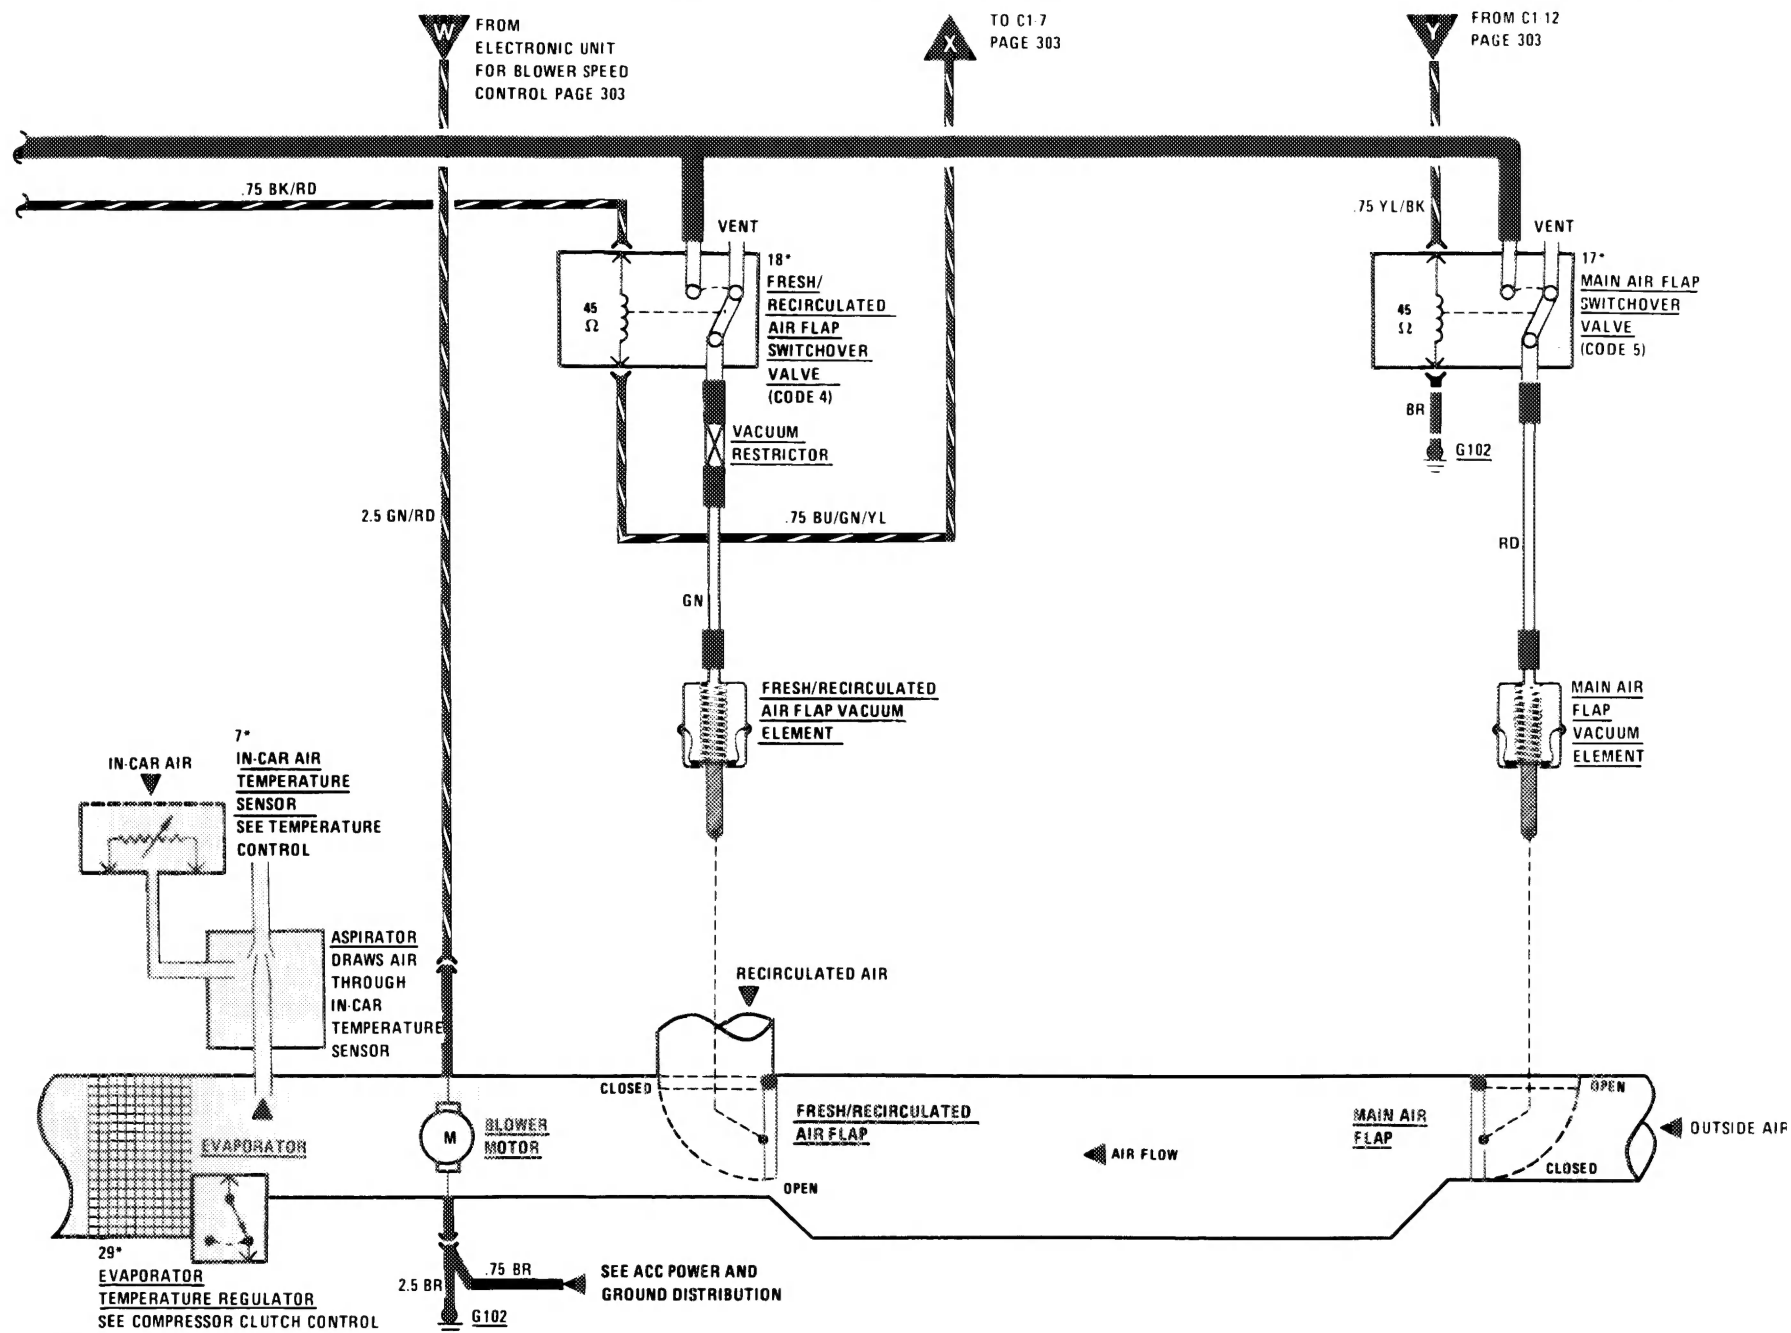 W
FROM
ELECTRONIC UNIT
FOR BLOWER SPEED
CONTROL PAGE 303
X
TO C1-7
PAGE 303
Y
FROM C1-12
PAGE 303
.75 BK/RD
.75 YL/BK
VENT
45
Ω
18*
FRESH/
RECIRCULATED
AIR FLAP
SWITCHOVER
VALVE
(CODE 4)
VENT
45
Ω
17*
MAIN AIR FLAP
SWITCHOVER
VALVE
(CODE 5)
VACUUM
RESTRICTOR
BR
G102
2.5 GN/RD
.75 BU/GN/YL
RD
GN
FRESH/RECIRCULATED
AIR FLAP VACUUM
ELEMENT
MAIN AIR
FLAP
VACUUM
ELEMENT
IN-CAR AIR
7*
IN-CAR AIR
TEMPERATURE
SENSOR
SEE TEMPERATURE
CONTROL
ASPIRATOR
DRAWS AIR
THROUGH
IN-CAR
TEMPERATURE
SENSOR
RECIRCULATED AIR
CLOSED
FRESH/RECIRCULATED
AIR FLAP
OPEN
AIR FLOW
MAIN AIR
FLAP
OPEN
CLOSED
OUTSIDE AIR
EVAPORATOR
M
BLOWER
MOTOR
29*
EVAPORATOR
TEMPERATURE REGULATOR
SEE COMPRESSOR CLUTCH CONTROL
2.5 BR
.75 BR
SEE ACC POWER AND
GROUND DISTRIBUTION
G102